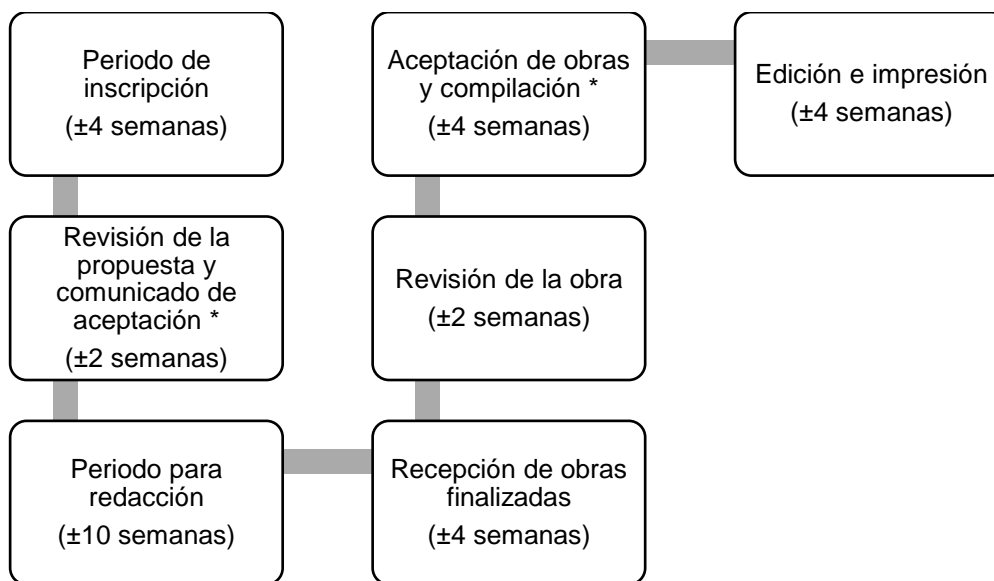 Periodo de
inscripción
(±4 semanas)
Revisión de la
propuesta y
comunicado de
aceptación *
(±2 semanas)
Periodo para
redacción
(±10 semanas)
Recepción de obras
finalizadas
(±4 semanas)
Revisión de la obra
(±2 semanas)
Aceptación de obras
y compilación *
(±4 semanas)
Edición e impresión
(±4 semanas)